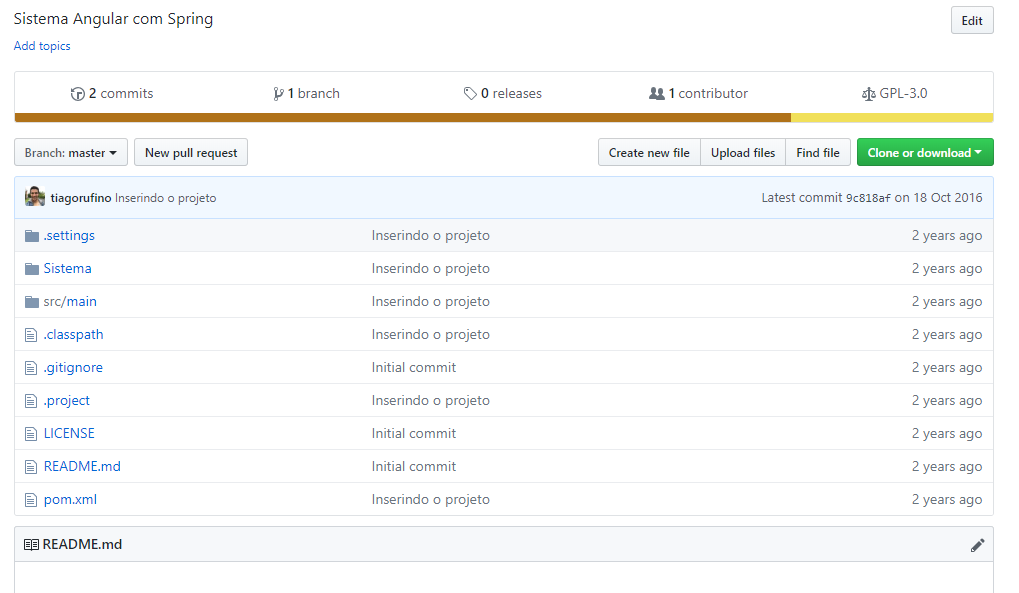 Sistema Angular com Spring
Edit
Add topics
2 commits
1 branch
0 releases
1 contributor
GPL-3.0
Branch: master
New pull request
Create new file
Upload files
Find file
Clone or download
tiagorufino Inserindo o projeto
Latest commit 9c818af on 18 Oct 2016
.settings Inserindo o projeto 2 years ago
Sistema Inserindo o projeto 2 years ago
src/main Inserindo o projeto 2 years ago
.classpath Inserindo o projeto 2 years ago
.gitignore Initial commit 2 years ago
.project Inserindo o projeto 2 years ago
LICENSE Initial commit 2 years ago
README.md Initial commit 2 years ago
pom.xml Inserindo o projeto 2 years ago
README.md